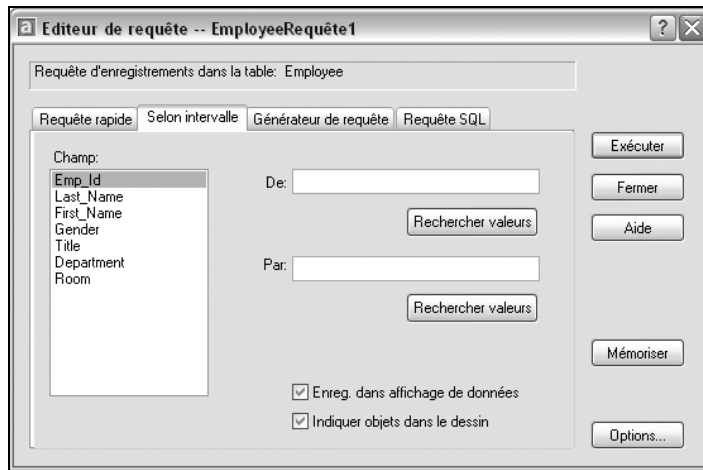 Editeur de requête -- EmployeeRequête1
Requête d'enregistrements dans la table: Employee
Requête rapide
Selon intervalle
Générateur de requête
Requête SQL
Champ:
Emp_Id
Last_Name
First_Name
Gender
Title
Department
Room
De:
Rechercher valeurs
Par:
Rechercher valeurs
Enreg. dans affichage de données
Indiquer objets dans le dessin
Exécuter
Fermer
Aide
Mémoriser
Options...